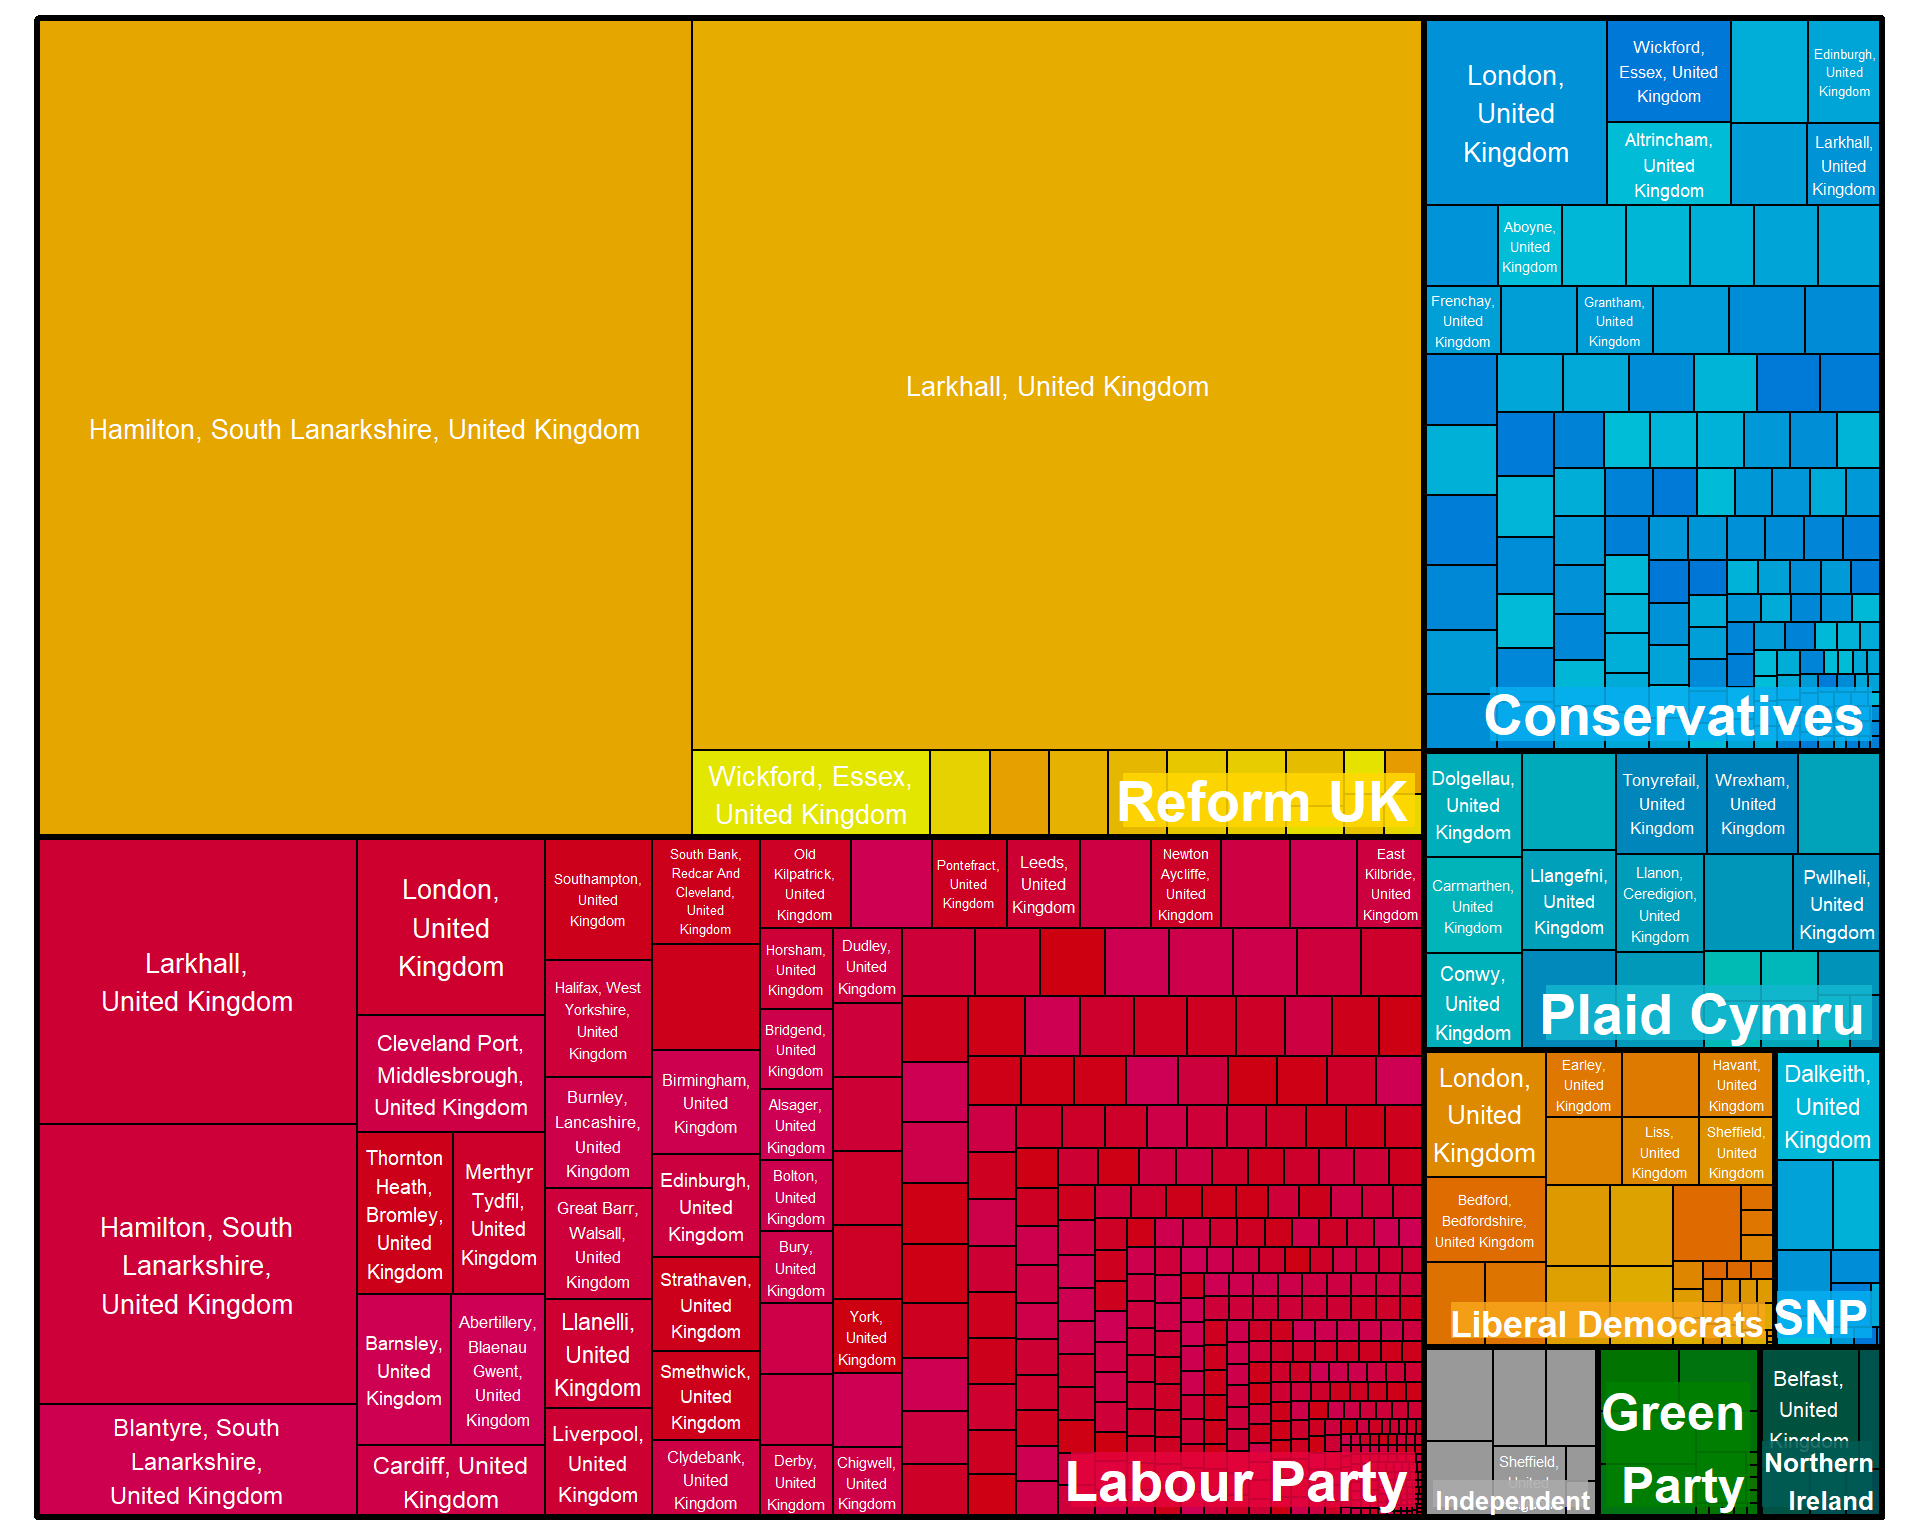 Hamilton, South Lanarkshire, United Kingdom
Larkhall, United Kingdom
Wickford, Essex,
United Kingdom
Reform UK
Larkhall,
United Kingdom
Hamilton, South
Lanarkshire,
United Kingdom
Blantyre, South
Lanarkshire,
United Kingdom
London,
United
Kingdom
Cleveland Port,
Middlesbrough,
United Kingdom
Thornton
Heath,
Bromley,
United
Kingdom
Merthyr
Tydfil,
United
Kingdom
Barnsley,
United
Kingdom
Abertillery,
Blaenau
Gwent,
United
Kingdom
Cardiff, United
Kingdom
Southampton,
United
Kingdom
Halifax, West
Yorkshire,
United
Kingdom
Burnley,
Lancashire,
United
Kingdom
Great Barr,
Walsall,
United
Kingdom
Llanelli,
United
Kingdom
Liverpool,
United
Kingdom
South Bank,
Redcar And
Cleveland,
United
Kingdom
Birmingham,
United
Kingdom
Edinburgh,
United
Kingdom
Strathaven,
United
Kingdom
Smethwick,
United
Kingdom
Clydebank,
United
Kingdom
Old
Kilpatrick,
United
Kingdom
Horsham,
United
Kingdom
Bridgend,
United
Kingdom
Alsager,
United
Kingdom
Bolton,
United
Kingdom
Bury,
United
Kingdom
Derby,
United
Kingdom
Dudley,
United
Kingdom
York,
United
Kingdom
Chigwell,
United
Kingdom
Pontefract,
United
Kingdom
Leeds,
United
Kingdom
Newton
Aycliffe,
United
Kingdom
East
Kilbride,
United
Kingdom
Labour Party
London,
United
Kingdom
Wickford,
Essex, United
Kingdom
Altrincham,
United
Kingdom
Edinburgh,
United
Kingdom
Larkhall,
United
Kingdom
Aboyne,
United
Kingdom
Frenchay,
United
Kingdom
Grantham,
United
Kingdom
Conservatives
Dolgellau,
United
Kingdom
Carmarthen,
United
Kingdom
Conwy,
United
Kingdom
Llangefni,
United
Kingdom
Tonyrefail,
United
Kingdom
Wrexham,
United
Kingdom
Llanon,
Ceredigion,
United
Kingdom
Pwllheli,
United
Kingdom
Plaid Cymru
London,
United
Kingdom
Bedford,
Bedfordshire,
United Kingdom
Earley,
United
Kingdom
Havant,
United
Kingdom
Liss,
United
Kingdom
Sheffield,
United
Kingdom
Liberal Democrats
Dalkeith,
United
Kingdom
SNP
Sheffield,
United
Independent
Green
Party
Belfast,
United
Kingdom
Northern
Ireland